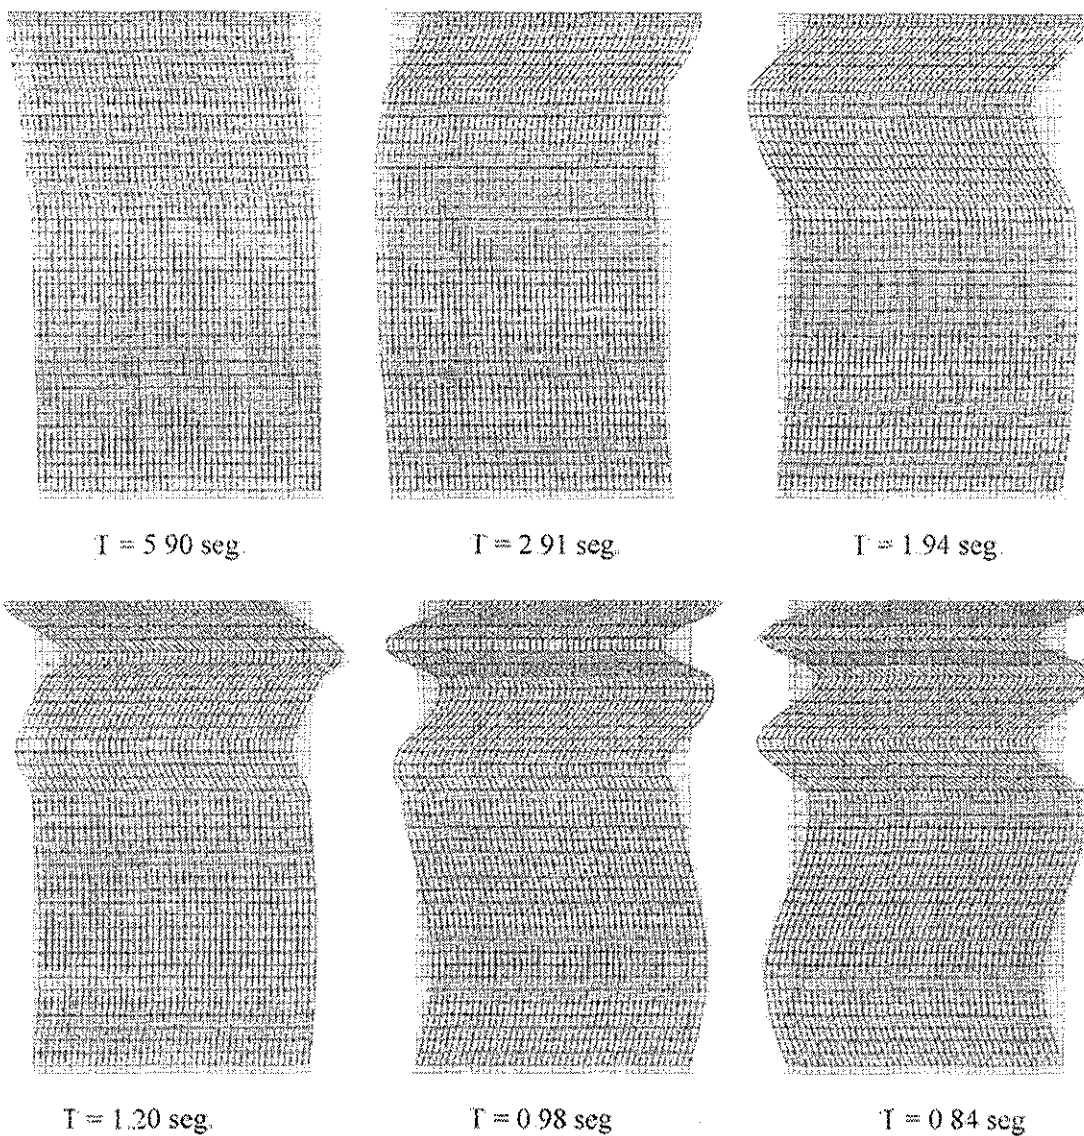 T = 5.90 seg.
T = 2.91 seg.
T = 1.94 seg.
T = 1.20 seg.
T = 0.98 seg
T = 0.84 seg